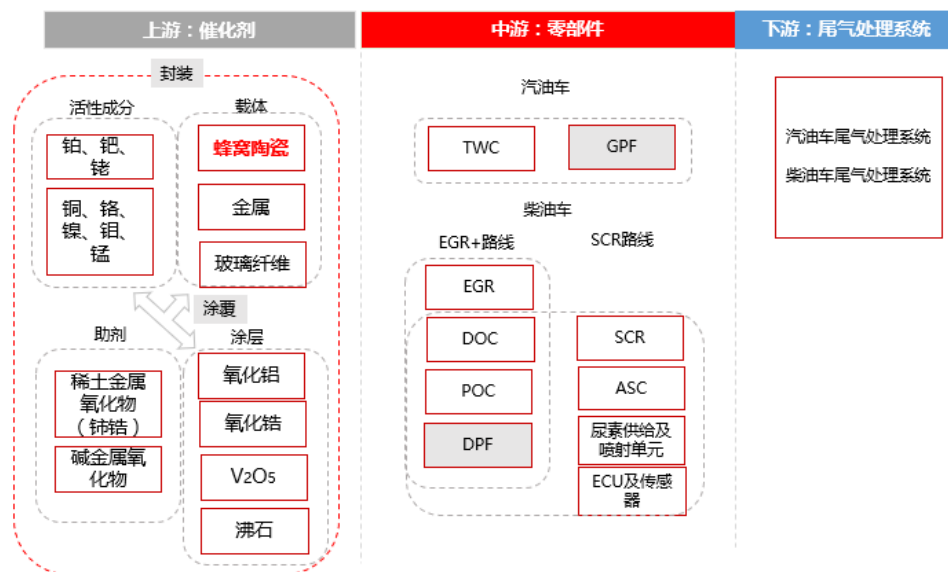 上游：催化剂
中游：零部件
下游：尾气处理系统
封装
活性成分
载体
铂、钯、
铑
铜、铬、
镍、钼、
锰
蜂窝陶瓷
金属
玻璃纤维
涂覆
助剂
涂层
稀土金属
氧化物
（铈锆）
碱金属氧
化物
氧化铝
氧化锆
V2O5
沸石
汽油车
TWC
GPF
柴油车
EGR+路线
SCR路线
EGR
DOC
POC
DPF
SCR
ASC
尿素供给及
喷射单元
ECU及传感
器
汽油车尾气处理系统
柴油车尾气处理系统